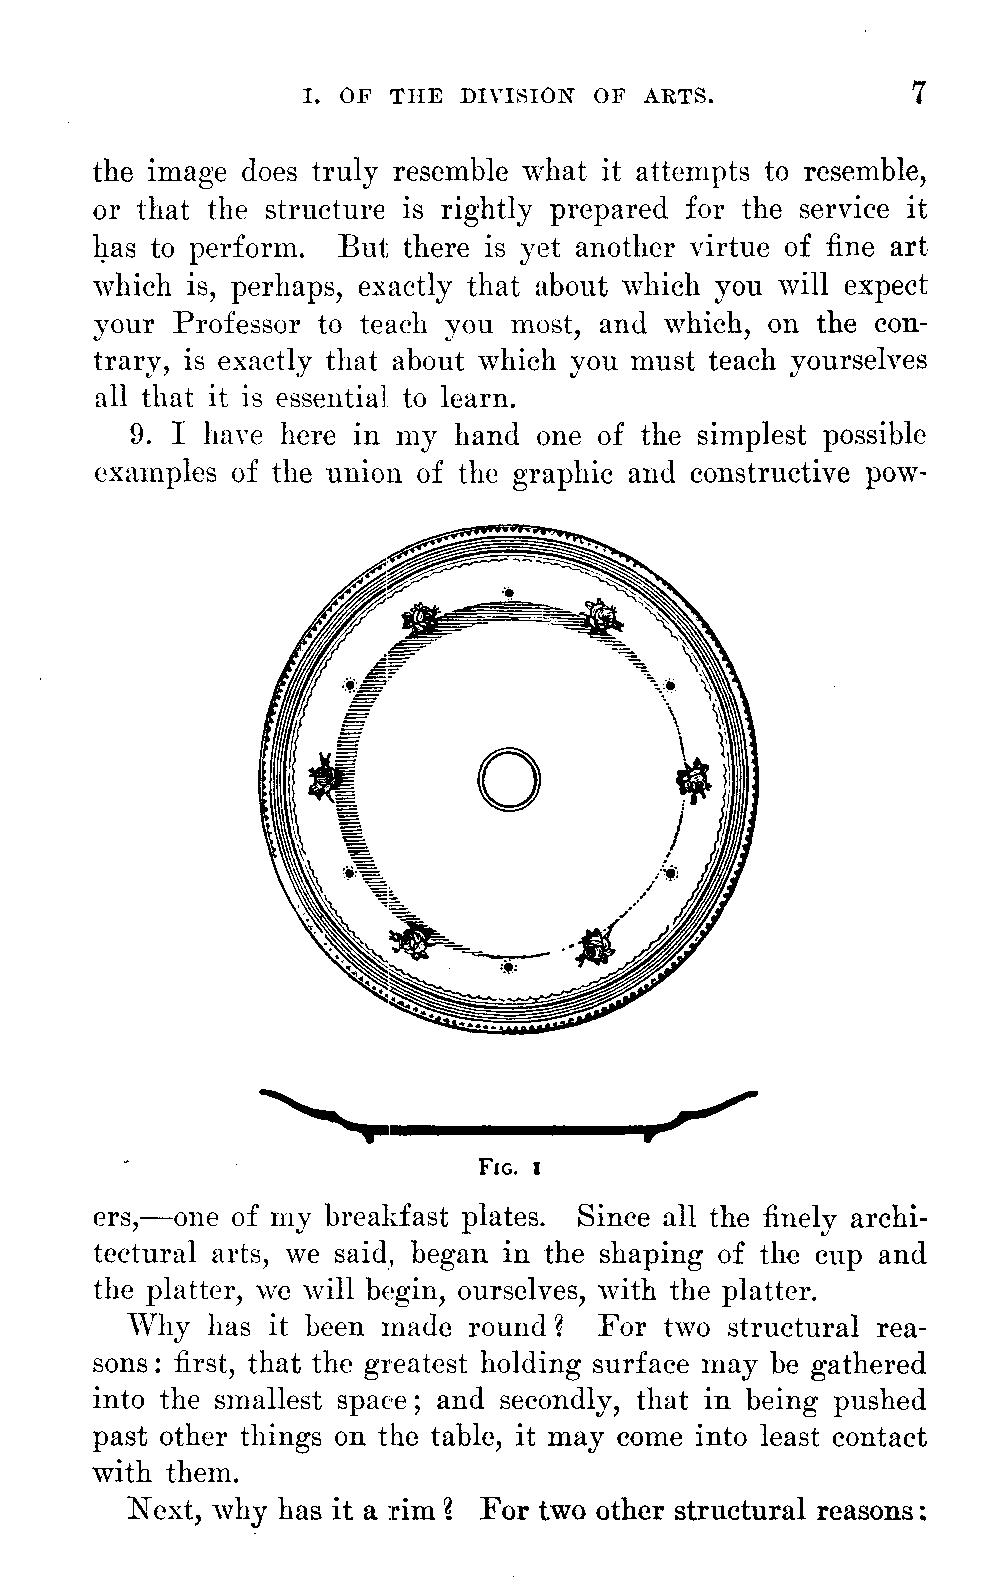 I. OF THE DIVISION OF ARTS. 7
the image does truly resemble what it attempts to resemble,
or that the structure is rightly prepared for the service it
has to perform. But there is yet another virtue of fine art
which is, perhaps, exactly that about which you will expect
your Professor to teach you most, and which, on the con-
trary, is exactly that about which you must teach yourselves
all that it is essential to learn.
9. I have here in my hand one of the simplest possible
examples of the union of the graphic and constructive pow-
FIG. 1
ers,—one of my breakfast plates. Since all the finely archi-
tectural arts, we said, began in the shaping of the cup and
the platter, we will begin, ourselves, with the platter.
Why has it been made round? For two structural rea-
sons: first, that the greatest holding surface may be gathered
into the smallest space; and secondly, that in being pushed
past other things on the table, it may come into least contact
with them.
Next, why has it a rim? For two other structural reasons: